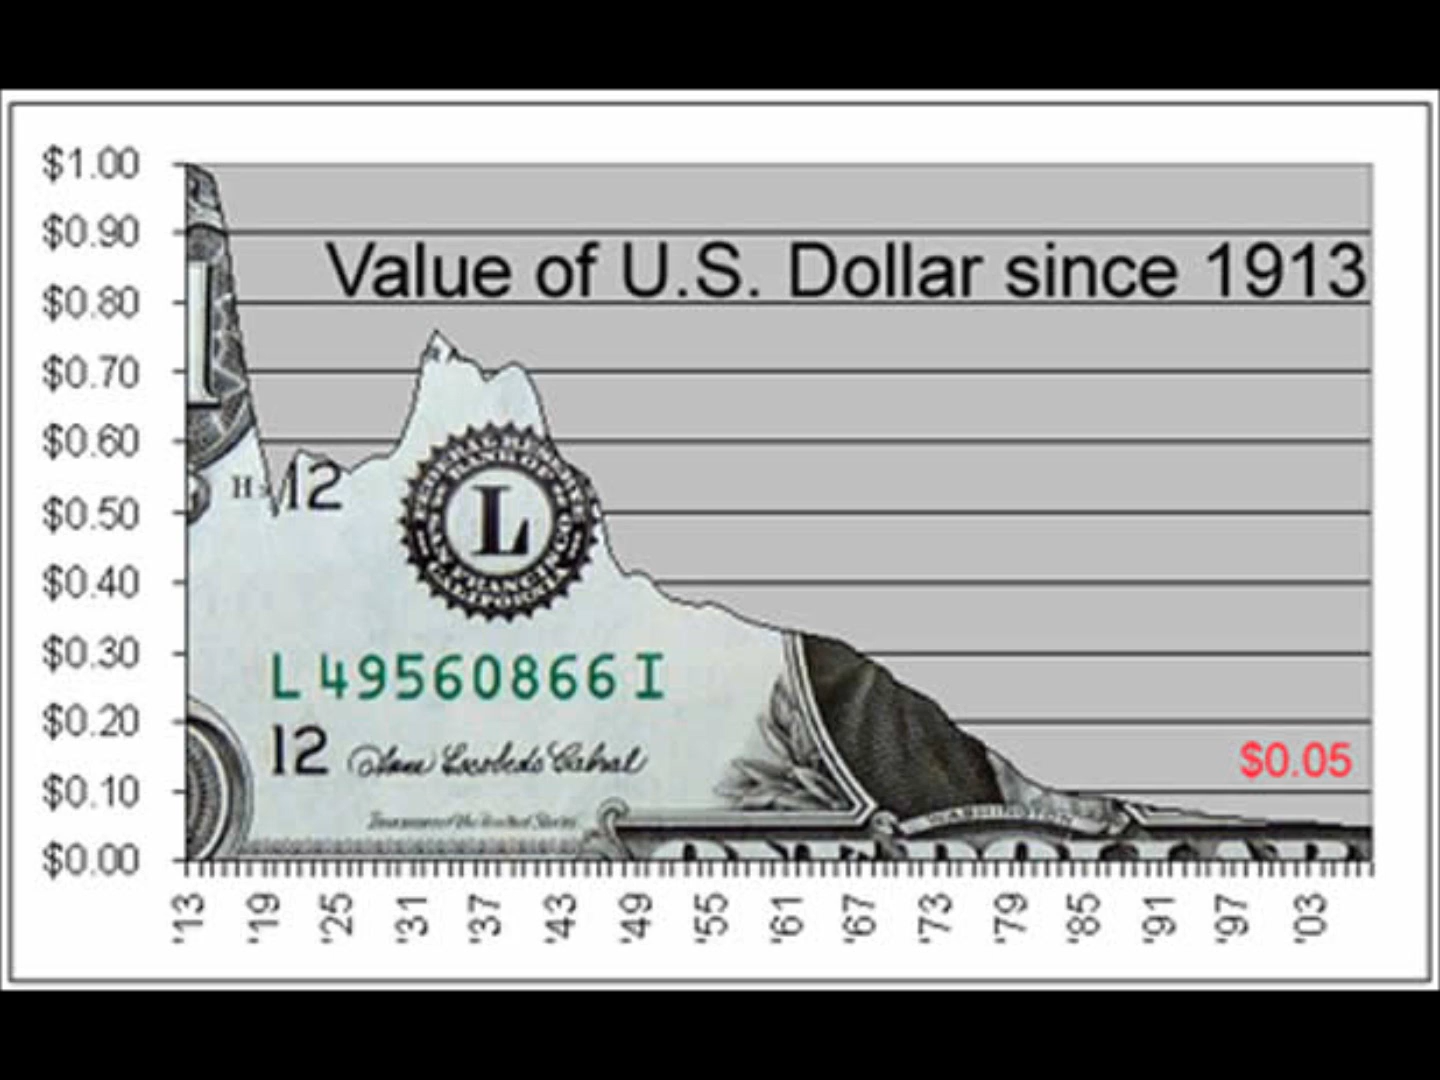 Value of U.S. Dollar since 1913
$1.00
$0.90
$0.80
$0.70
$0.60
$0.50
$0.40
$0.30
$0.20
$0.10
$0.00
H
12
L
L49560866I
12
WASHINGTON
$0.05
'13 '19 '25 '31 '37 '43 '49 '55 '61 '67 '73 '79 '85 '91 '97 '03